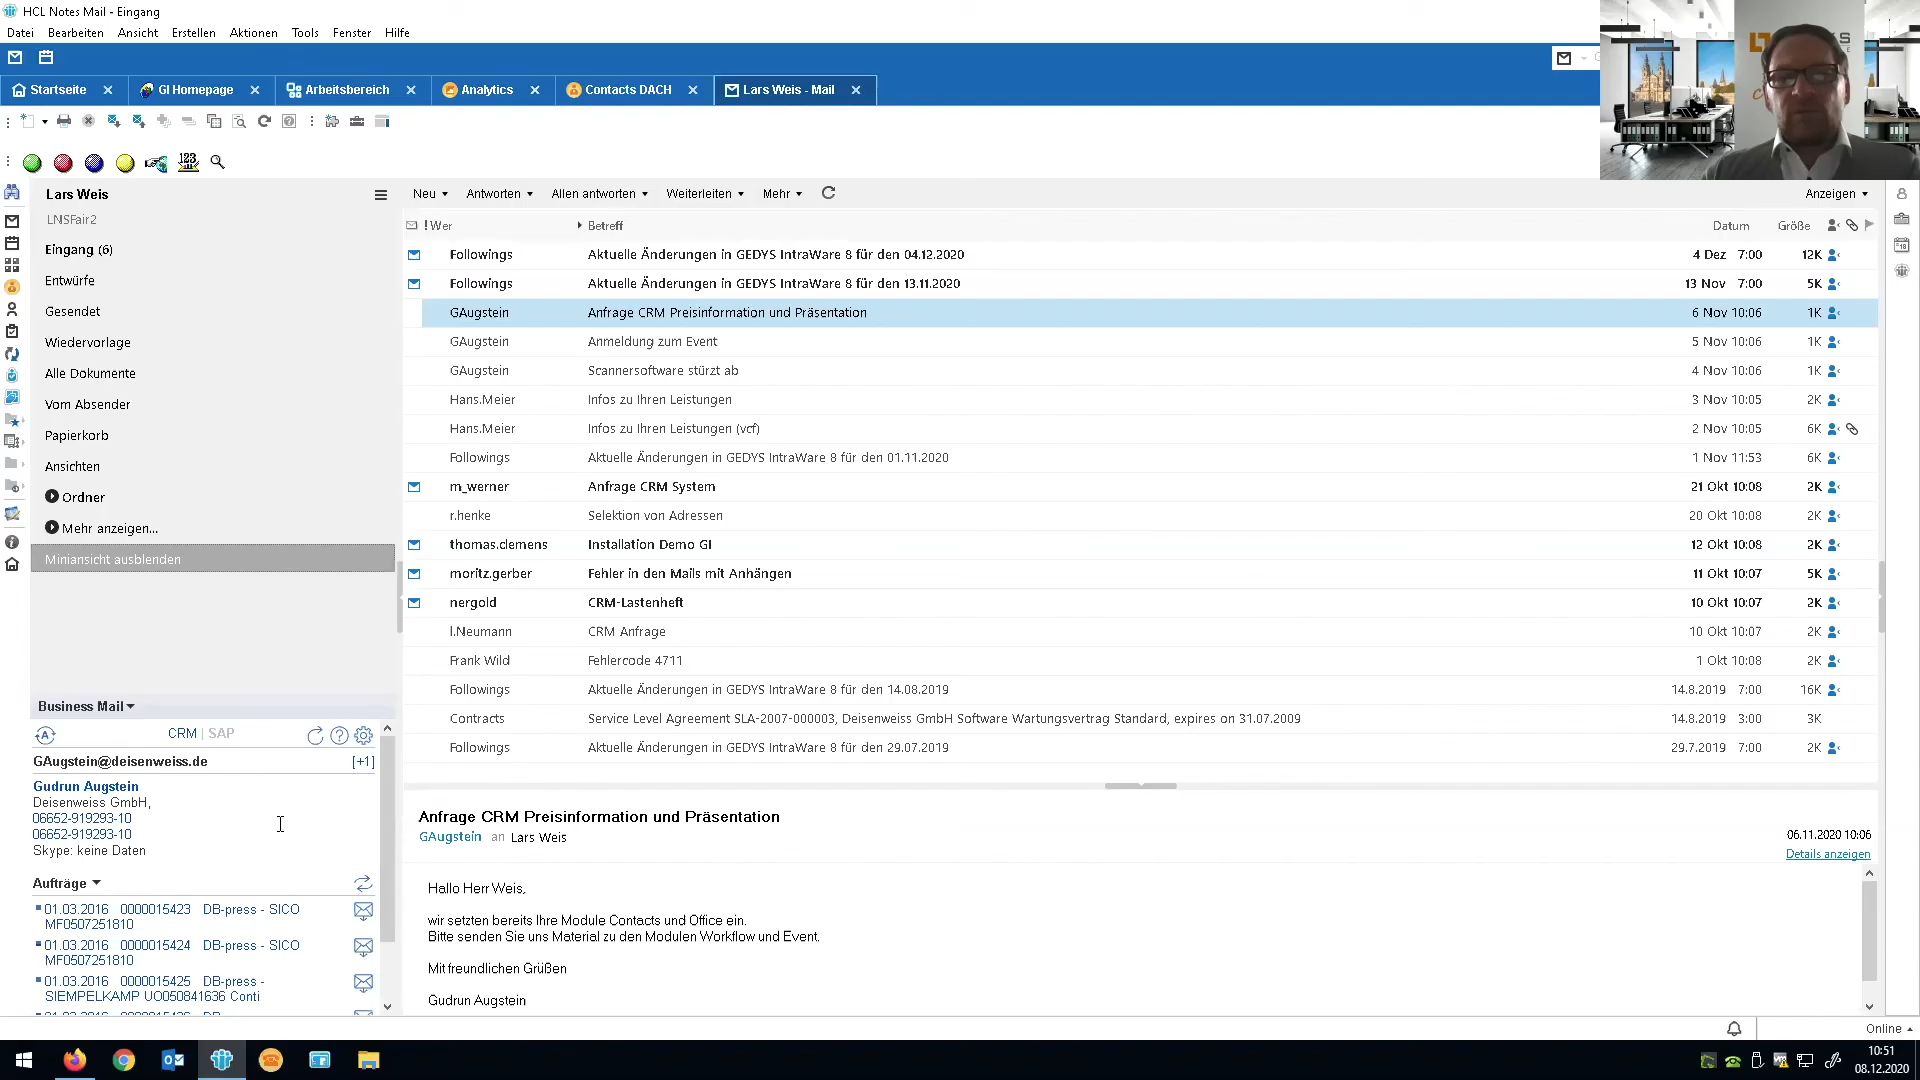 HCL Notes Mail - Eingang
Datei Bearbeiten Ansicht Erstellen Aktionen Tools Fenster Hilfe
Startseite GI Homepage Arbeitsbereich Analytics Contacts DACH Lars Weis - Mail
123
Lars Weis
LNSFair2
Eingang (6)
Entwürfe
Gesendet
Wiedervorlage
Alle Dokumente
Vom Absender
Papierkorb
Ansichten
Ordner
Mehr anzeigen...
Miniansicht ausblenden
Neu Antworten Allen antworten Weiterleiten Mehr Anzeigen
! Wer Betreff Datum Größe
Followings Aktuelle Änderungen in GEDYS IntraWare 8 für den 04.12.2020 4 Dez 7:00 12K
Followings Aktuelle Änderungen in GEDYS IntraWare 8 für den 13.11.2020 13 Nov 7:00 5K
GAugstein Anfrage CRM Preisinformation und Präsentation 6 Nov 10:06 1K
GAugstein Anmeldung zum Event 5 Nov 10:06 1K
GAugstein Scannersoftware stürzt ab 4 Nov 10:06 1K
Hans.Meier Infos zu Ihren Leistungen 3 Nov 10:05 2K
Hans.Meier Infos zu Ihren Leistungen (vcf) 2 Nov 10:05 6K
Followings Aktuelle Änderungen in GEDYS IntraWare 8 für den 01.11.2020 1 Nov 11:53 6K
m_werner Anfrage CRM System 21 Okt 10:08 2K
r.henke Selektion von Adressen 20 Okt 10:08 2K
thomas.clemens Installation Demo GI 12 Okt 10:08 2K
moritz.gerber Fehler in den Mails mit Anhängen 11 Okt 10:07 5K
nergold CRM-Lastenheft 10 Okt 10:07 2K
l.Neumann CRM Anfrage 10 Okt 10:07 2K
Frank Wild Fehlercode 4711 1 Okt 10:08 2K
Followings Aktuelle Änderungen in GEDYS IntraWare 8 für den 14.08.2019 14.8.2019 7:00 16K
Contracts Service Level Agreement SLA-2007-000003, Deisenweiss GmbH Software Wartungsvertrag Standard, expires on 31.07.2009 14.8.2019 3:00 3K
Followings Aktuelle Änderungen in GEDYS IntraWare 8 für den 29.07.2019 29.7.2019 7:00 2K
Business Mail
CRM | SAP
GAugstein@deisenweiss.de [+1]
Gudrun Augstein
Deisenweiss GmbH,
06652-919293-10
06652-919293-10
Skype: keine Daten
Aufträge
01.03.2016 0000015423 DB-press - SICO
MF0507251810
01.03.2016 0000015424 DB-press - SICO
MF0507251810
01.03.2016 0000015425 DB-press -
SIEMPELKAMP UO050841636 Conti
Anfrage CRM Preisinformation und Präsentation
GAugstein an Lars Weis
06.11.2020 10:06
Details anzeigen
Hallo Herr Weis,
wir setzten bereits Ihre Module Contacts und Office ein.
Bitte senden Sie uns Material zu den Modulen Workflow und Event.
Mit freundlichen Grüßen
Gudrun Augstein
Online
10:51
08.12.2020